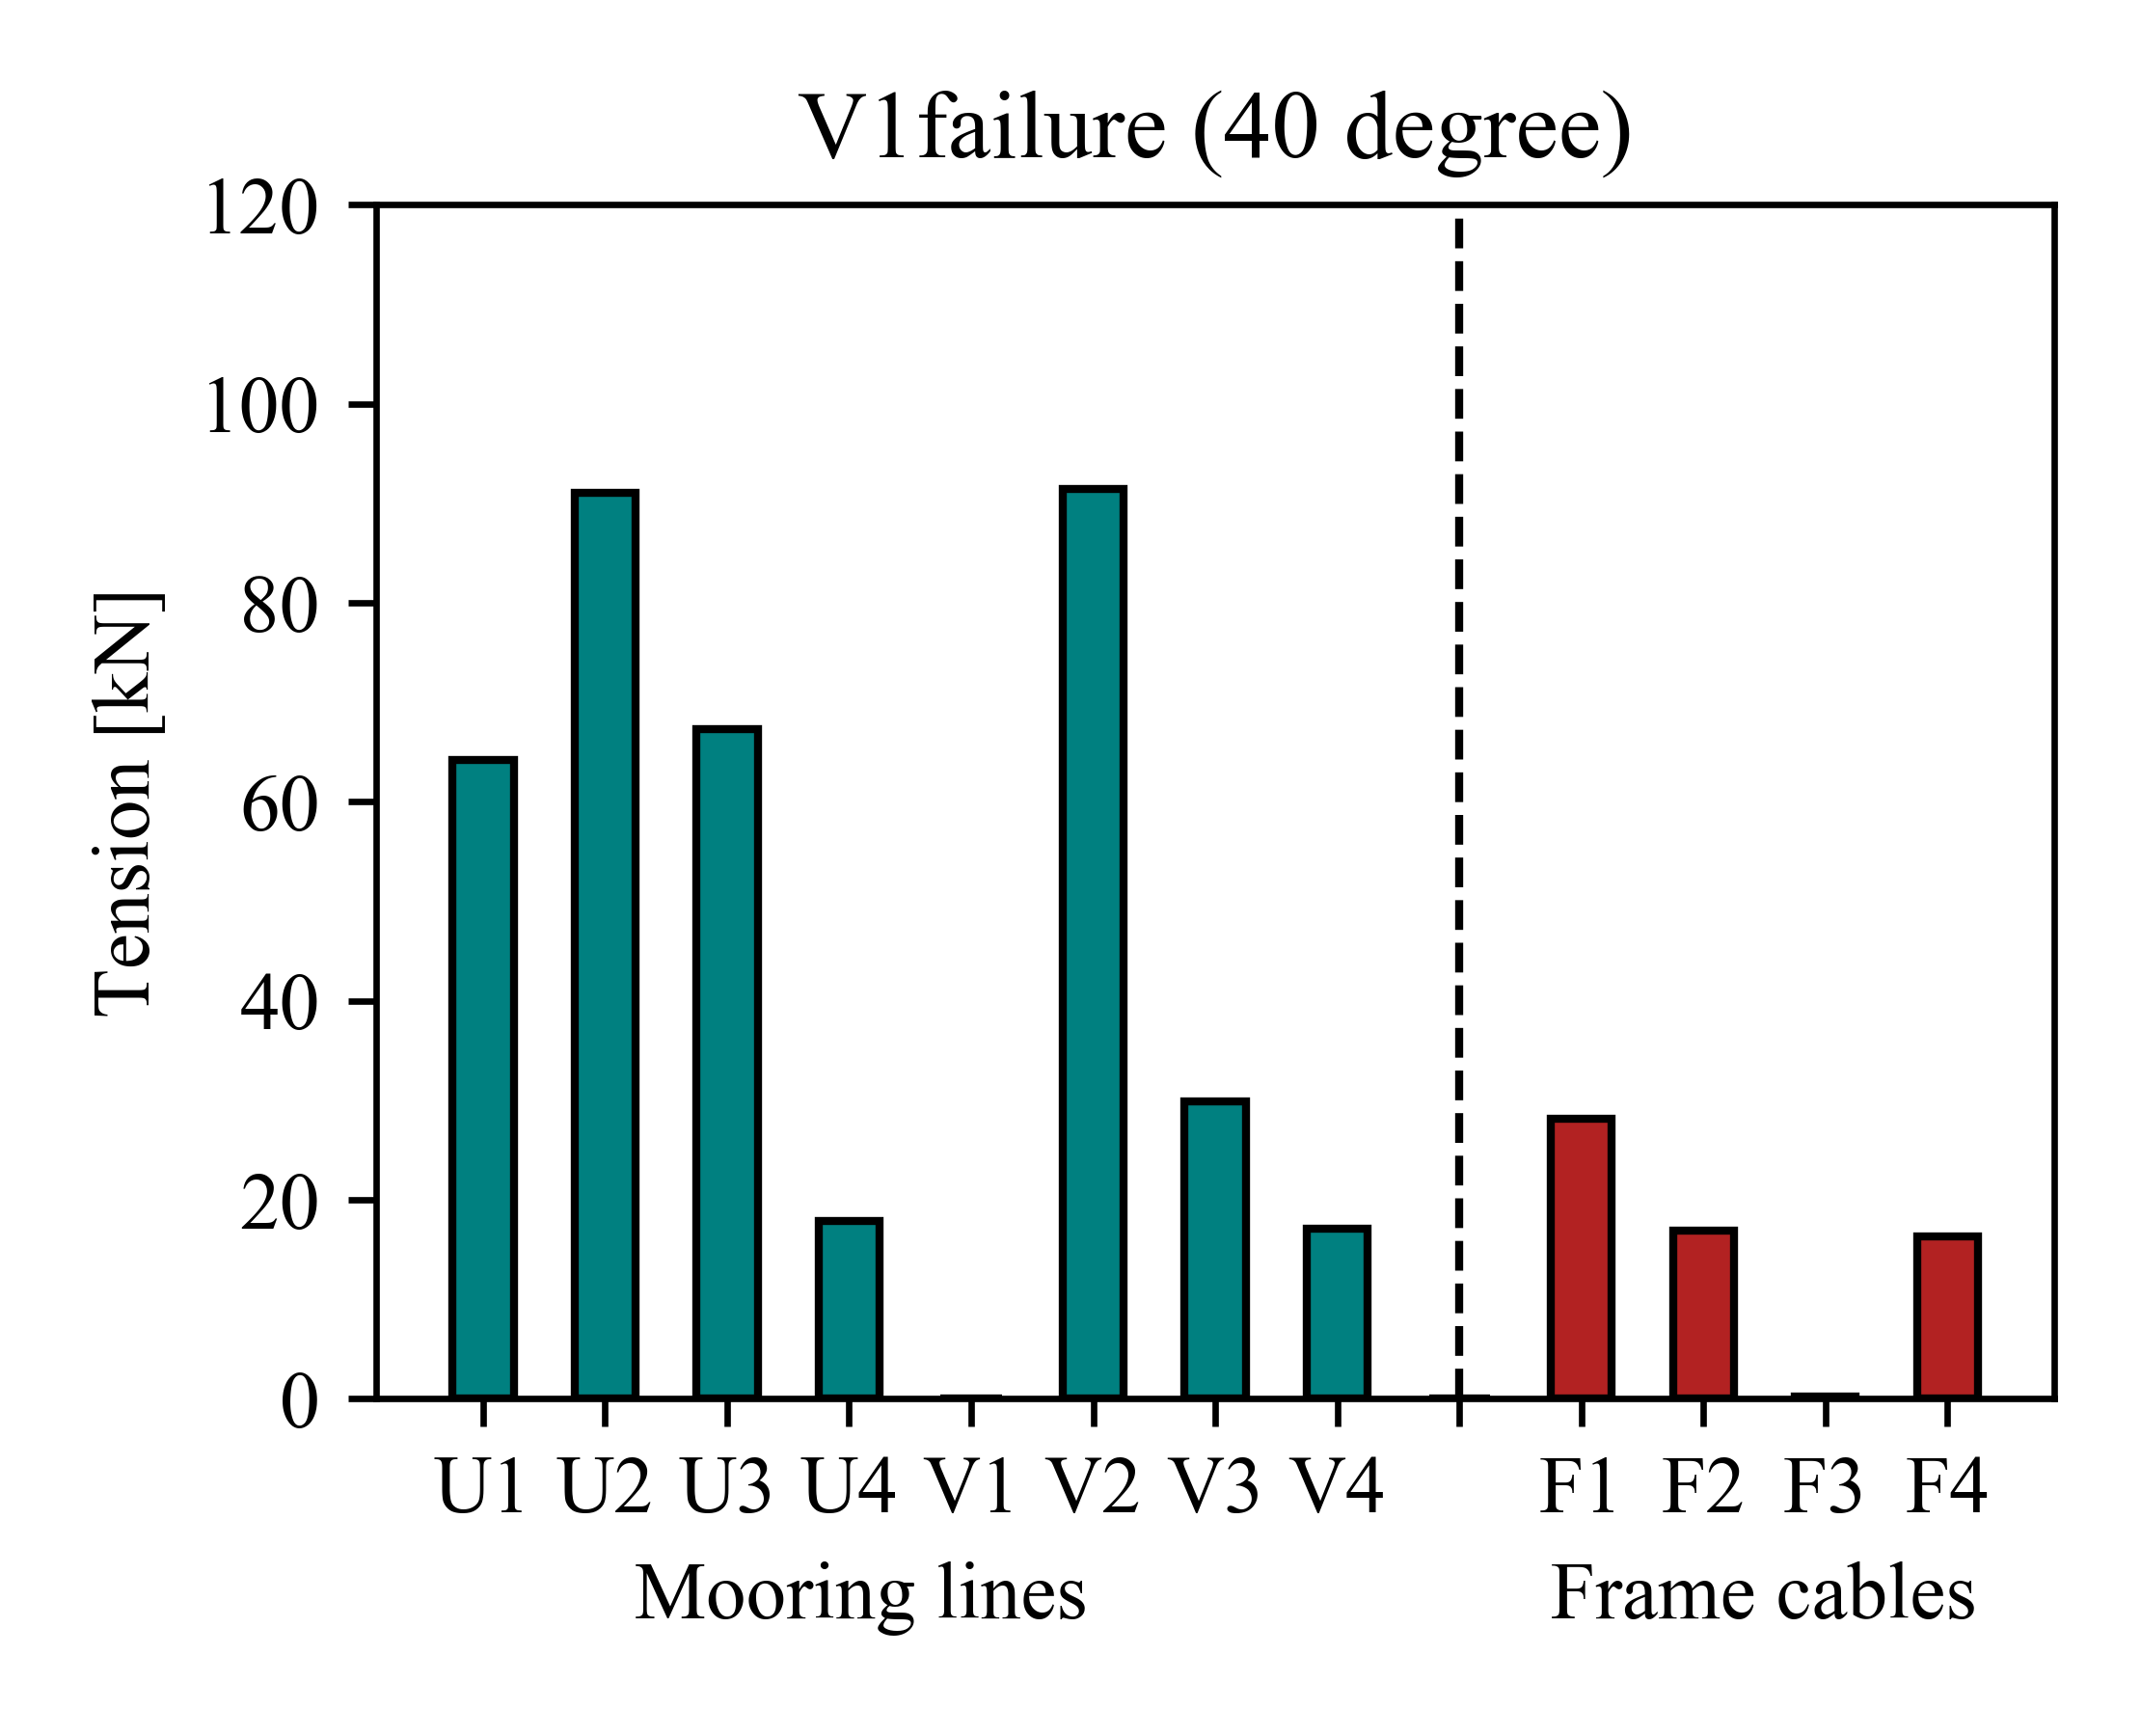 V1failure (40 degree)
120
100
80
60
40
20
0
Tension [kN]
U1 U2 U3 U4 V1 V2 V3 V4 F1 F2 F3 F4
Mooring lines Frame cables